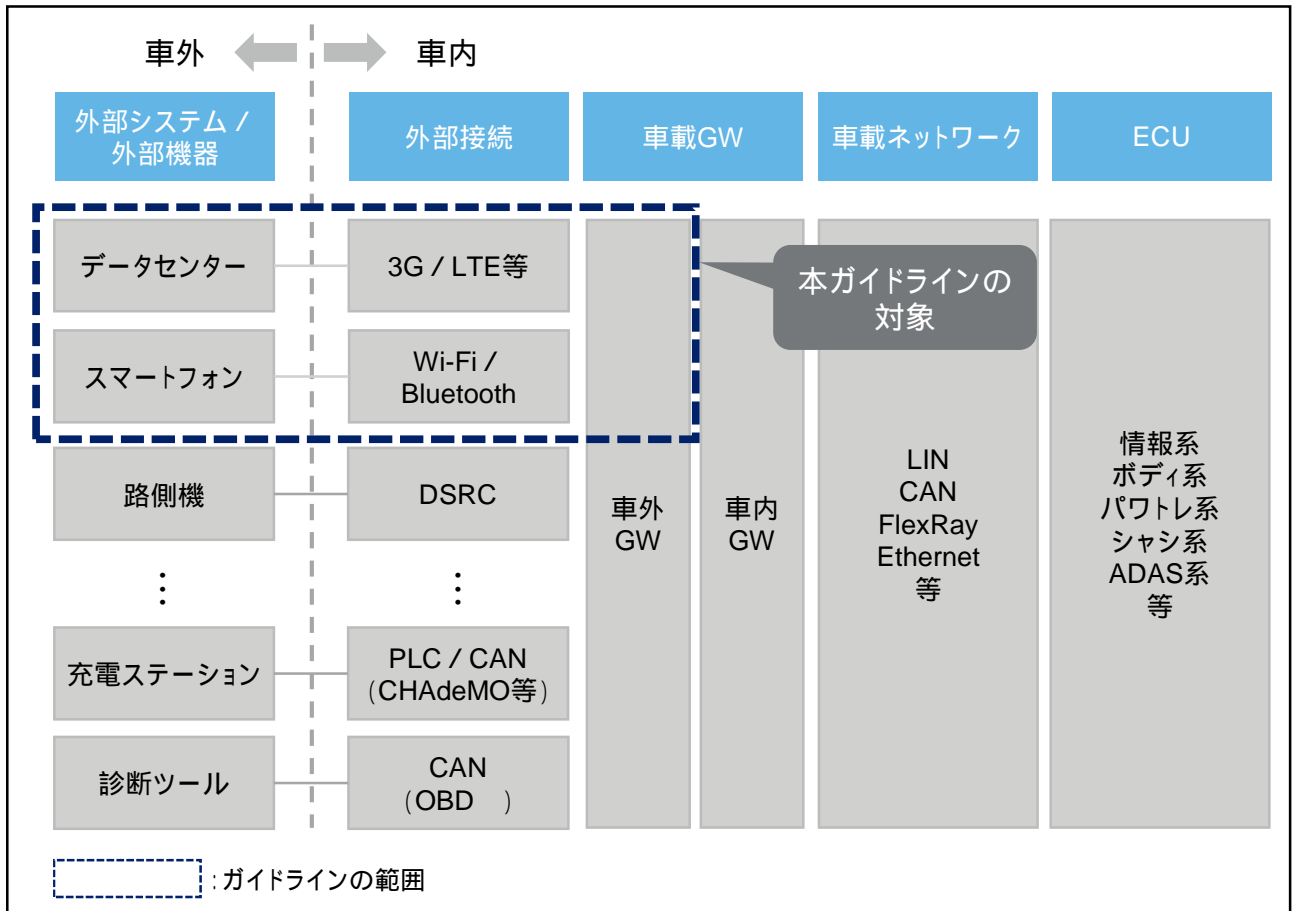 車外
車内
外部システム /
外部機器
外部接続
車載GW
車載ネットワーク
ECU
データセンター
3G / LTE等
本ガイドラインの
対象
スマートフォン
Wi-Fi /
Bluetooth
路側機
DSRC
⋮
⋮
充電ステーション
PLC / CAN
(CHAdeMO等)
診断ツール
CAN
(OBD )
車外
GW
車内
GW
LIN
CAN
FlexRay
Ethernet
等
情報系
ボディ系
パワトレ系
シャシ系
ADAS系
等
: ガイドラインの範囲